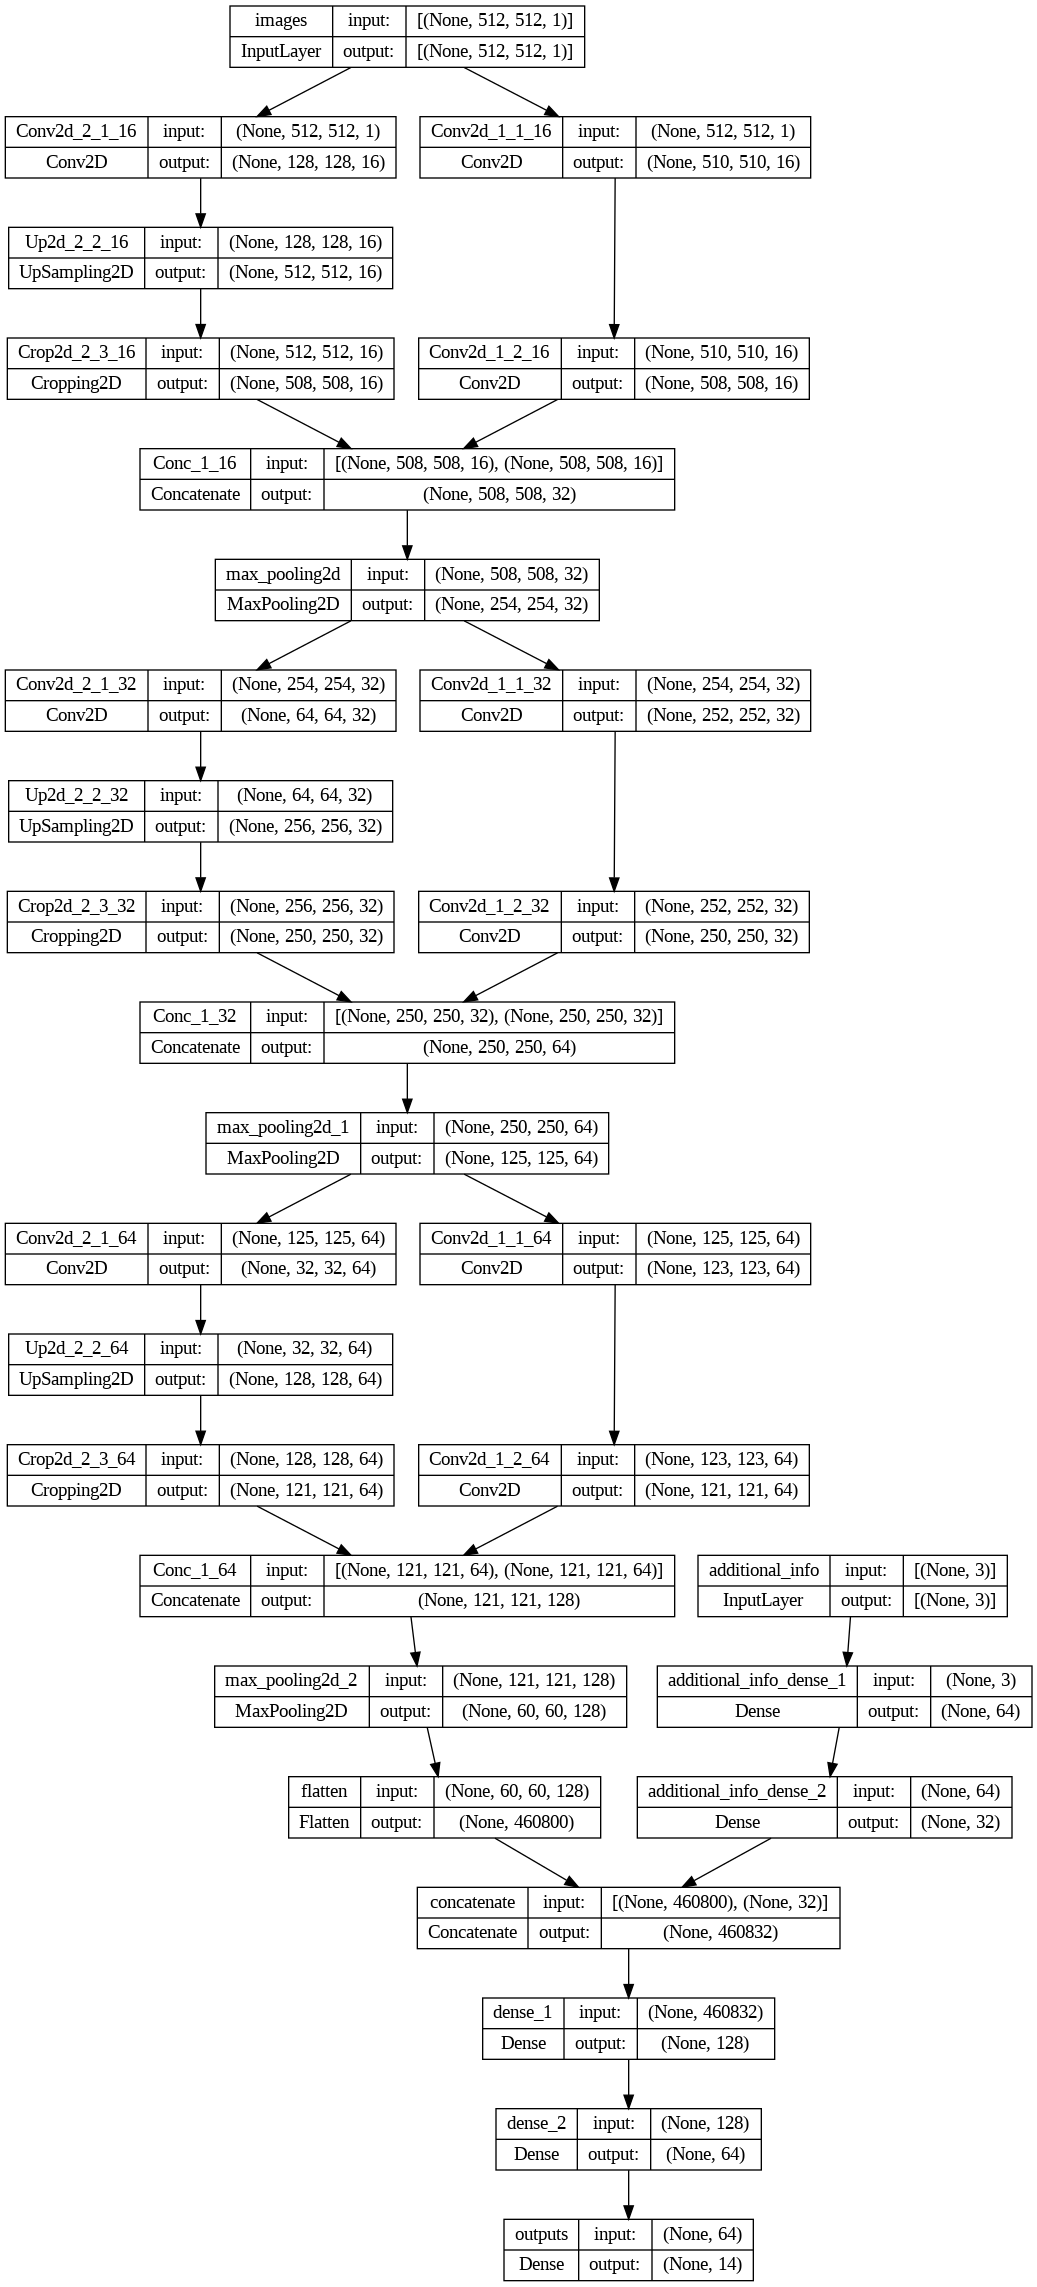 images input: [(None, 512, 512, 1)]
InputLayer output: [(None, 512, 512, 1)]
Conv2d_2_1_16 input: (None, 512, 512, 1)
Conv2D output: (None, 128, 128, 16)
Conv2d_1_1_16 input: (None, 512, 512, 1)
Conv2D output: (None, 510, 510, 16)
Up2d_2_2_16 input: (None, 128, 128, 16)
UpSampling2D output: (None, 512, 512, 16)
Crop2d_2_3_16 input: (None, 512, 512, 16)
Cropping2D output: (None, 508, 508, 16)
Conv2d_1_2_16 input: (None, 510, 510, 16)
Conv2D output: (None, 508, 508, 16)
Conc_1_16 input: [(None, 508, 508, 16), (None, 508, 508, 16)]
Concatenate output: (None, 508, 508, 32)
max_pooling2d input: (None, 508, 508, 32)
MaxPooling2D output: (None, 254, 254, 32)
Conv2d_2_1_32 input: (None, 254, 254, 32)
Conv2D output: (None, 64, 64, 32)
Conv2d_1_1_32 input: (None, 254, 254, 32)
Conv2D output: (None, 252, 252, 32)
Up2d_2_2_32 input: (None, 64, 64, 32)
UpSampling2D output: (None, 256, 256, 32)
Crop2d_2_3_32 input: (None, 256, 256, 32)
Cropping2D output: (None, 250, 250, 32)
Conv2d_1_2_32 input: (None, 252, 252, 32)
Conv2D output: (None, 250, 250, 32)
Conc_1_32 input: [(None, 250, 250, 32), (None, 250, 250, 32)]
Concatenate output: (None, 250, 250, 64)
max_pooling2d_1 input: (None, 250, 250, 64)
MaxPooling2D output: (None, 125, 125, 64)
Conv2d_2_1_64 input: (None, 125, 125, 64)
Conv2D output: (None, 32, 32, 64)
Conv2d_1_1_64 input: (None, 125, 125, 64)
Conv2D output: (None, 123, 123, 64)
Up2d_2_2_64 input: (None, 32, 32, 64)
UpSampling2D output: (None, 128, 128, 64)
Crop2d_2_3_64 input: (None, 128, 128, 64)
Cropping2D output: (None, 121, 121, 64)
Conv2d_1_2_64 input: (None, 123, 123, 64)
Conv2D output: (None, 121, 121, 64)
Conc_1_64 input: [(None, 121, 121, 64), (None, 121, 121, 64)]
Concatenate output: (None, 121, 121, 128)
additional_info input: [(None, 3)]
InputLayer output: [(None, 3)]
max_pooling2d_2 input: (None, 121, 121, 128)
MaxPooling2D output: (None, 60, 60, 128)
additional_info_dense_1 input: (None, 3)
Dense output: (None, 64)
flatten input: (None, 60, 60, 128)
Flatten output: (None, 460800)
additional_info_dense_2 input: (None, 64)
Dense output: (None, 32)
concatenate input: [(None, 460800), (None, 32)]
Concatenate output: (None, 460832)
dense_1 input: (None, 460832)
Dense output: (None, 128)
dense_2 input: (None, 128)
Dense output: (None, 64)
outputs input: (None, 64)
Dense output: (None, 14)